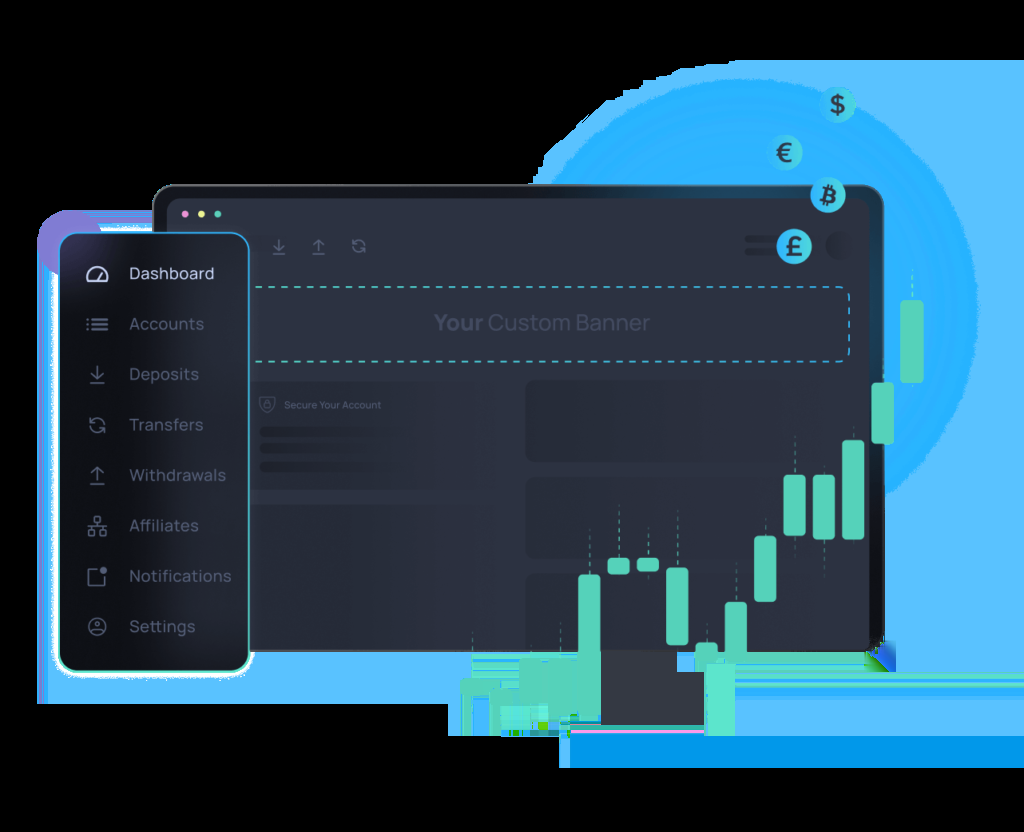 $
€
₿
£
Dashboard
Accounts
Deposits
Transfers
Withdrawals
Affiliates
Notifications
Settings
Your Custom Banner
Secure Your Account